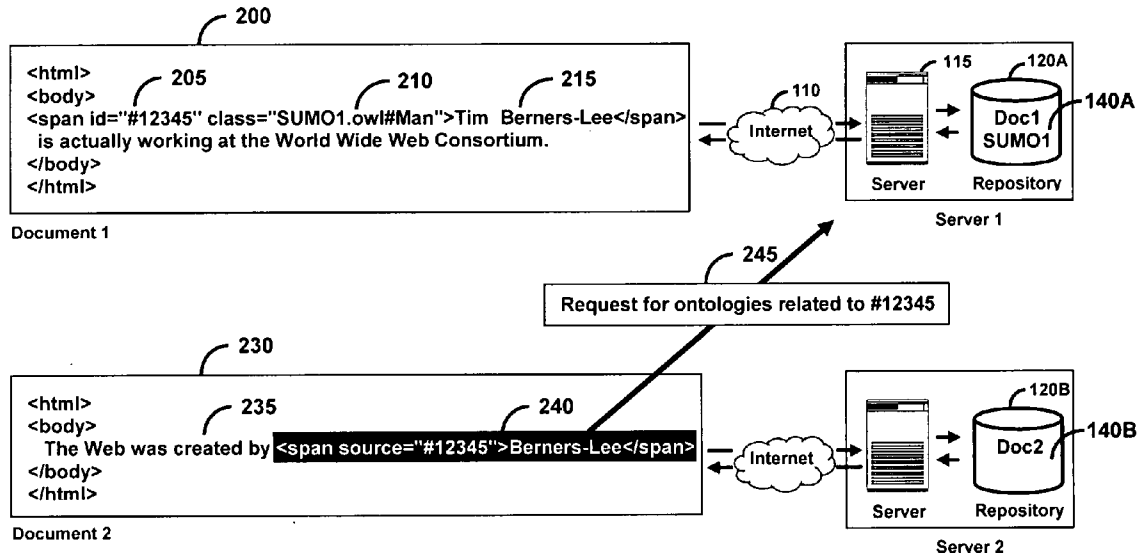 200
<html>
<body>
205
210
215
<span id="#12345" class="SUMO1.owl#Man">Tim Berners-Lee</span>
is actually working at the World Wide Web Consortium.
</body>
</html>
Document 1
110
Internet
115
120A
140A
Doc1
SUMO1
Server
Repository
Server 1
245
Request for ontologies related to #12345
230
<html>
<body>
235
240
The Web was created by <span source="#12345">Berners-Lee</span>
</body>
</html>
Document 2
Internet
120B
140B
Doc2
Server
Repository
Server 2